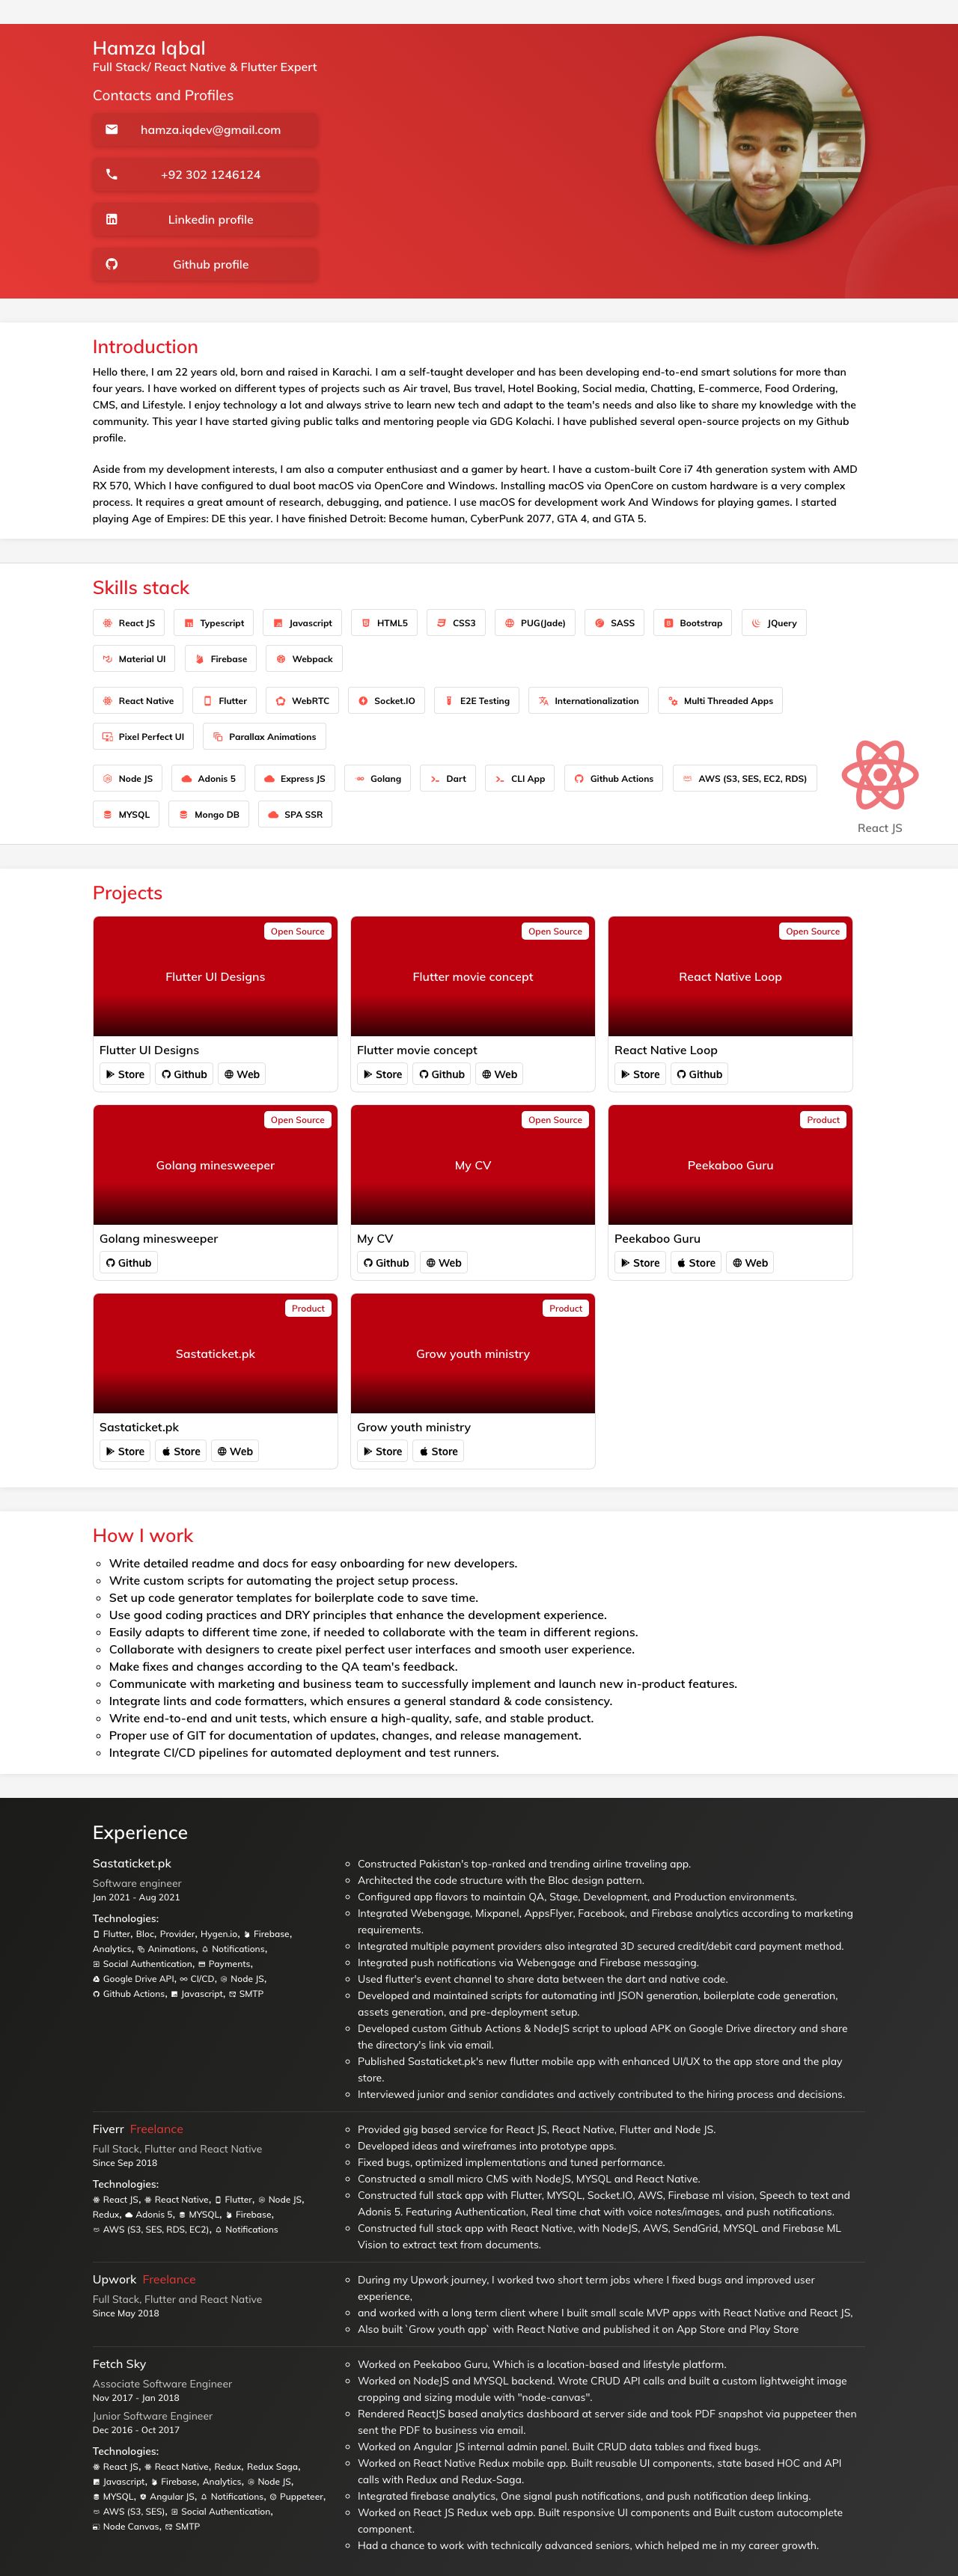 Hamza Iqbal
Full Stack/ React Native & Flutter Expert
Contacts and Profiles
hamza.iqdev@gmail.com
+92 302 1246124
Linkedin profile
Github profile
Introduction
Hello there, I am 22 years old, born and raised in Karachi. I am a self-taught developer and has been developing end-to-end smart solutions for more than
four years. I have worked on different types of projects such as Air travel, Bus travel, Hotel Booking, Social media, Chatting, E-commerce, Food Ordering,
CMS, and Lifestyle. I enjoy technology a lot and always strive to learn new tech and adapt to the team's needs and also like to share my knowledge with the
community. This year I have started giving public talks and mentoring people via GDG Kolachi. I have published several open-source projects on my Github
profile.
Aside from my development interests, I am also a computer enthusiast and a gamer by heart. I have a custom-built Core i7 4th generation system with AMD
RX 570, Which I have configured to dual boot macOS via OpenCore and Windows. Installing macOS via OpenCore on custom hardware is a very complex
process. It requires a great amount of research, debugging, and patience. I use macOS for development work And Windows for playing games. I started
playing Age of Empires: DE this year. I have finished Detroit: Become human, CyberPunk 2077, GTA 4, and GTA 5.
Skills stack
React JS Typescript Javascript HTML5 CSS3 PUG(Jade) SASS Bootstrap JQuery
Material UI Firebase Webpack
React Native Flutter WebRTC Socket.IO E2E Testing Internationalization Multi Threaded Apps
Pixel Perfect UI Parallax Animations
Node JS Adonis 5 Express JS Golang Dart CLI App Github Actions AWS (S3, SES, EC2, RDS)
MYSQL Mongo DB SPA SSR
React JS
Projects
Open Source Open Source Open Source
Flutter UI Designs Flutter movie concept React Native Loop
Flutter UI Designs Flutter movie concept React Native Loop
Store Github Web Store Github Web Store Github
Open Source Open Source Product
Golang minesweeper My CV Peekaboo Guru
Golang minesweeper My CV Peekaboo Guru
Github Github Web Store Store Web
Product Product
Sastaticket.pk Grow youth ministry
Sastaticket.pk Grow youth ministry
Store Store Web Store Store
How I work
Write detailed readme and docs for easy onboarding for new developers.
Write custom scripts for automating the project setup process.
Set up code generator templates for boilerplate code to save time.
Use good coding practices and DRY principles that enhance the development experience.
Easily adapts to different time zone, if needed to collaborate with the team in different regions.
Collaborate with designers to create pixel perfect user interfaces and smooth user experience.
Make fixes and changes according to the QA team's feedback.
Communicate with marketing and business team to successfully implement and launch new in-product features.
Integrate lints and code formatters, which ensures a general standard & code consistency.
Write end-to-end and unit tests, which ensure a high-quality, safe, and stable product.
Proper use of GIT for documentation of updates, changes, and release management.
Integrate CI/CD pipelines for automated deployment and test runners.
Experience
Sastaticket.pk
Software engineer
Jan 2021 - Aug 2021
Technologies:
Flutter, Bloc, Provider, Hygen.io, Firebase,
Analytics, Animations, Notifications,
Social Authentication, Payments,
Google Drive API, CI/CD, Node JS,
Github Actions, Javascript, SMTP
Constructed Pakistan's top-ranked and trending airline traveling app.
Architected the code structure with the Bloc design pattern.
Configured app flavors to maintain QA, Stage, Development, and Production environments.
Integrated Webengage, Mixpanel, AppsFlyer, Facebook, and Firebase analytics according to marketing
requirements.
Integrated multiple payment providers also integrated 3D secured credit/debit card payment method.
Integrated push notifications via Webengage and Firebase messaging.
Used flutter's event channel to share data between the dart and native code.
Developed and maintained scripts for automating intl JSON generation, boilerplate code generation,
assets generation, and pre-deployment setup.
Developed custom Github Actions & NodeJS script to upload APK on Google Drive directory and share
the directory's link via email.
Published Sastaticket.pk's new flutter mobile app with enhanced UI/UX to the app store and the play
store.
Interviewed junior and senior candidates and actively contributed to the hiring process and decisions.
Fiverr Freelance
Full Stack, Flutter and React Native
Since Sep 2018
Technologies:
React JS, React Native, Flutter, Node JS,
Redux, Adonis 5, MYSQL, Firebase,
AWS (S3, SES, RDS, EC2), Notifications
Provided gig based service for React JS, React Native, Flutter and Node JS.
Developed ideas and wireframes into prototype apps.
Fixed bugs, optimized implementations and tuned performance.
Constructed a small micro CMS with NodeJS, MYSQL and React Native.
Constructed full stack app with Flutter, MYSQL, Socket.IO, AWS, Firebase ml vision, Speech to text and
Adonis 5. Featuring Authentication, Real time chat with voice notes/images, and push notifications.
Constructed full stack app with React Native, with NodeJS, AWS, SendGrid, MYSQL and Firebase ML
Vision to extract text from documents.
Upwork Freelance
Full Stack, Flutter and React Native
Since May 2018
During my Upwork journey, I worked two short term jobs where I fixed bugs and improved user
experience,
and worked with a long term client where I built small scale MVP apps with React Native and React JS,
Also built `Grow youth app` with React Native and published it on App Store and Play Store
Fetch Sky
Associate Software Engineer
Nov 2017 - Jan 2018
Junior Software Engineer
Dec 2016 - Oct 2017
Technologies:
React JS, React Native, Redux, Redux Saga,
Javascript, Firebase, Analytics, Node JS,
MYSQL, Angular JS, Notifications, Puppeteer,
AWS (S3, SES), Social Authentication,
Node Canvas, SMTP
Worked on Peekaboo Guru, Which is a location-based and lifestyle platform.
Worked on NodeJS and MYSQL backend. Wrote CRUD API calls and built a custom lightweight image
cropping and sizing module with "node-canvas".
Rendered ReactJS based analytics dashboard at server side and took PDF snapshot via puppeteer then
sent the PDF to business via email.
Worked on Angular JS internal admin panel. Built CRUD data tables and fixed bugs.
Worked on React Native Redux mobile app. Built reusable UI components, state based HOC and API
calls with Redux and Redux-Saga.
Integrated firebase analytics, One signal push notifications, and push notification deep linking.
Worked on React JS Redux web app. Built responsive UI components and Built custom autocomplete
component.
Had a chance to work with technically advanced seniors, which helped me in my career growth.